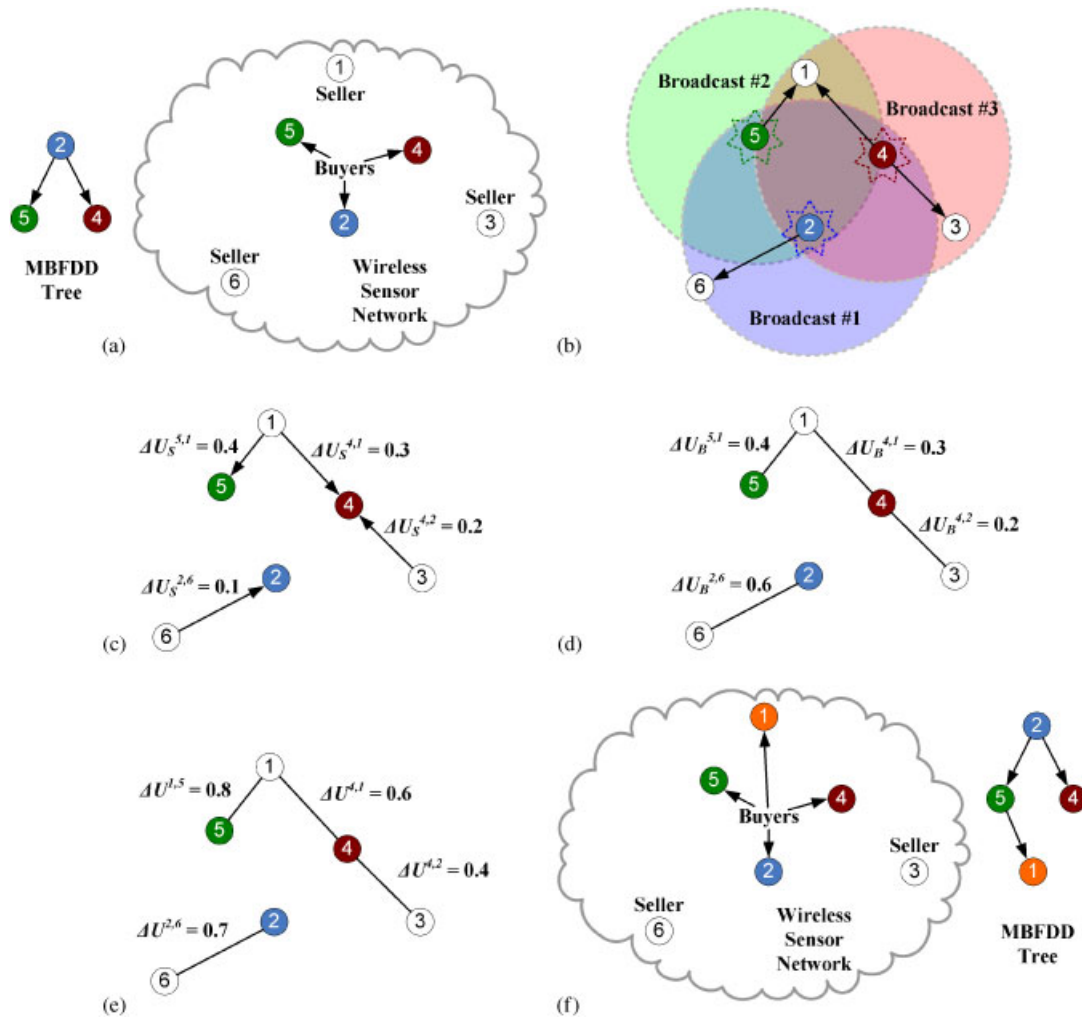 1
Seller
5
4
Buyers
2
Seller
3
Seller
6
Wireless
Sensor
Network
2
5
4
MBFDD
Tree
(a)
Broadcast #2
1
Broadcast #3
5
4
2
3
6
Broadcast #1
(b)
1
ΔU_S^{5,1} = 0.4
ΔU_S^{4,1} = 0.3
5
4
ΔU_S^{4,2} = 0.2
2
3
ΔU_S^{2,6} = 0.1
6
(c)
1
ΔU_B^{5,1} = 0.4
ΔU_B^{4,1} = 0.3
5
4
ΔU_B^{4,2} = 0.2
2
3
ΔU_B^{2,6} = 0.6
6
(d)
1
ΔU^{1,5} = 0.8
ΔU^{4,1} = 0.6
5
4
ΔU^{4,2} = 0.4
2
3
ΔU^{2,6} = 0.7
6
(e)
1
5
4
Buyers
2
Seller
3
Seller
6
Wireless
Sensor
Network
2
5
4
1
MBFDD
Tree
(f)